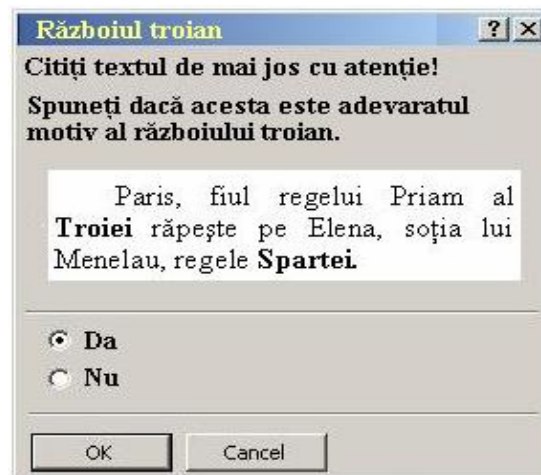 Războiul troian
Citiți textul de mai jos cu atenție!
Spuneți dacă acesta este adevaratul
motiv al războiului troian.
Paris, fiul regelui Priam al
Troiei răpește pe Elena, soția lui
Menelau, regele Spartei.
Da
Nu
OK Cancel